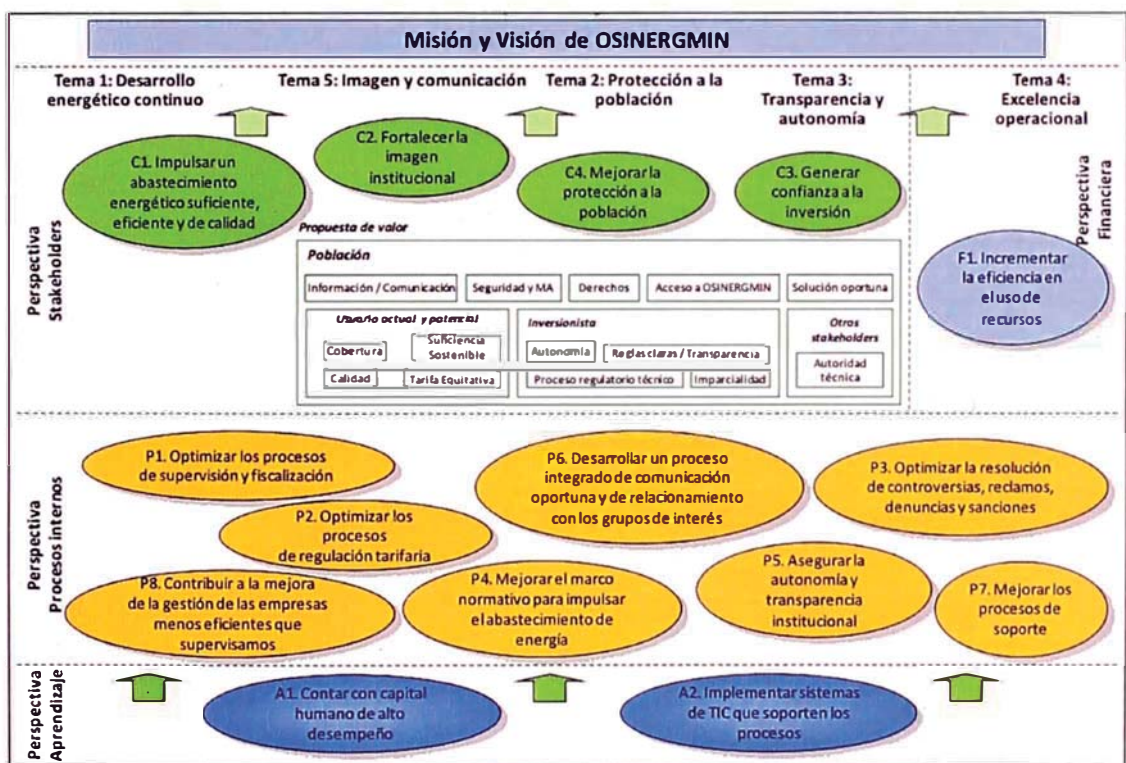 Misión y Visión de OSINERGMIN
Tema 1: Desarrollo
energético continuo
Tema 5: Imagen y comunicación
Tema 2: Protección a la
población
Tema 3:
Transparencia y
autonomía
Tema 4:
Excelencia
operacional
Perspectiva
Stakeholders
C1. Impulsar un
abastecimiento
energético suficiente,
eficiente y de calidad
C2. Fortalecer la
imagen
institucional
C4. Mejorar la
protección a la
población
C3. Generar
confianza a la
inversión
Perspectiva
Financiera
F1. Incrementar
la eficiencia en
el uso de
recursos
Propuesta de valor
Población
Información / Comunicación
Seguridad y MA
Derechos
Acceso a OSINERGMIN
Solución oportuna
Usuario actual y potencial
Cobertura
Suficiencia
Sostenible
Calidad
Tarifa Equitativa
Inversionista
Autonomía
Reglas claras / Transparencia
Proceso regulatorio técnico
Imparcialidad
Otros
stakeholders
Autoridad
técnica
Perspectiva
Procesos internos
P1. Optimizar los procesos
de supervisión y fiscalización
P2. Optimizar los
procesos
de regulación tarifaria
P6. Desarrollar un proceso
integrado de comunicación
oportuna y de relacionamiento
con los grupos de interés
P3. Optimizar la resolución
de controversias, reclamos,
denuncias y sanciones
P8. Contribuir a la mejora
de la gestión de las empresas
menos eficientes que
supervisamos
P4. Mejorar el marco
normativo para impulsar
el abastecimiento de
energía
P5. Asegurar la
autonomía y
transparencia
institucional
P7. Mejorar los
procesos de
soporte
Perspectiva
Aprendizaje
A1. Contar con capital
humano de alto
desempeño
A2. Implementar sistemas
de TIC que soporten los
procesos